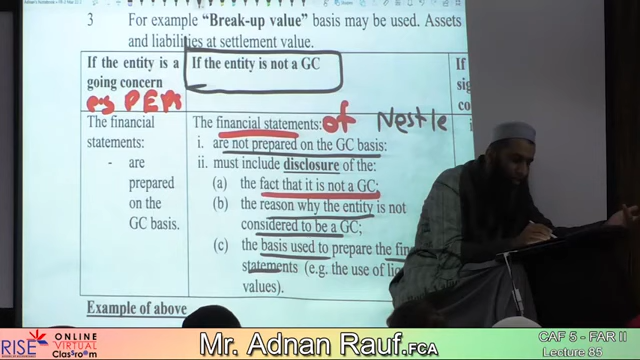 3 For example “Break-up value” basis may be used. Assets
and liabilities at settlement value.
If the entity is a
going concern
e.g PEPs
If the entity is not a GC
If
The financial
statements:
- are
prepared
on the
GC basis.
The financial statements: of Nestle
i. are not prepared on the GC basis:
ii. must include disclosure of the:
(a) the fact that it is not a GC;
(b) the reason why the entity is not
considered to be a GC;
(c) the basis used to prepare the fin
statements (e.g. the use of
values).
Example of above
RISE
ONLINE
VIRTUAL
Classroom
Mr. Adnan Rauf.FCA
CAF 5 - FAR II
Lecture 85